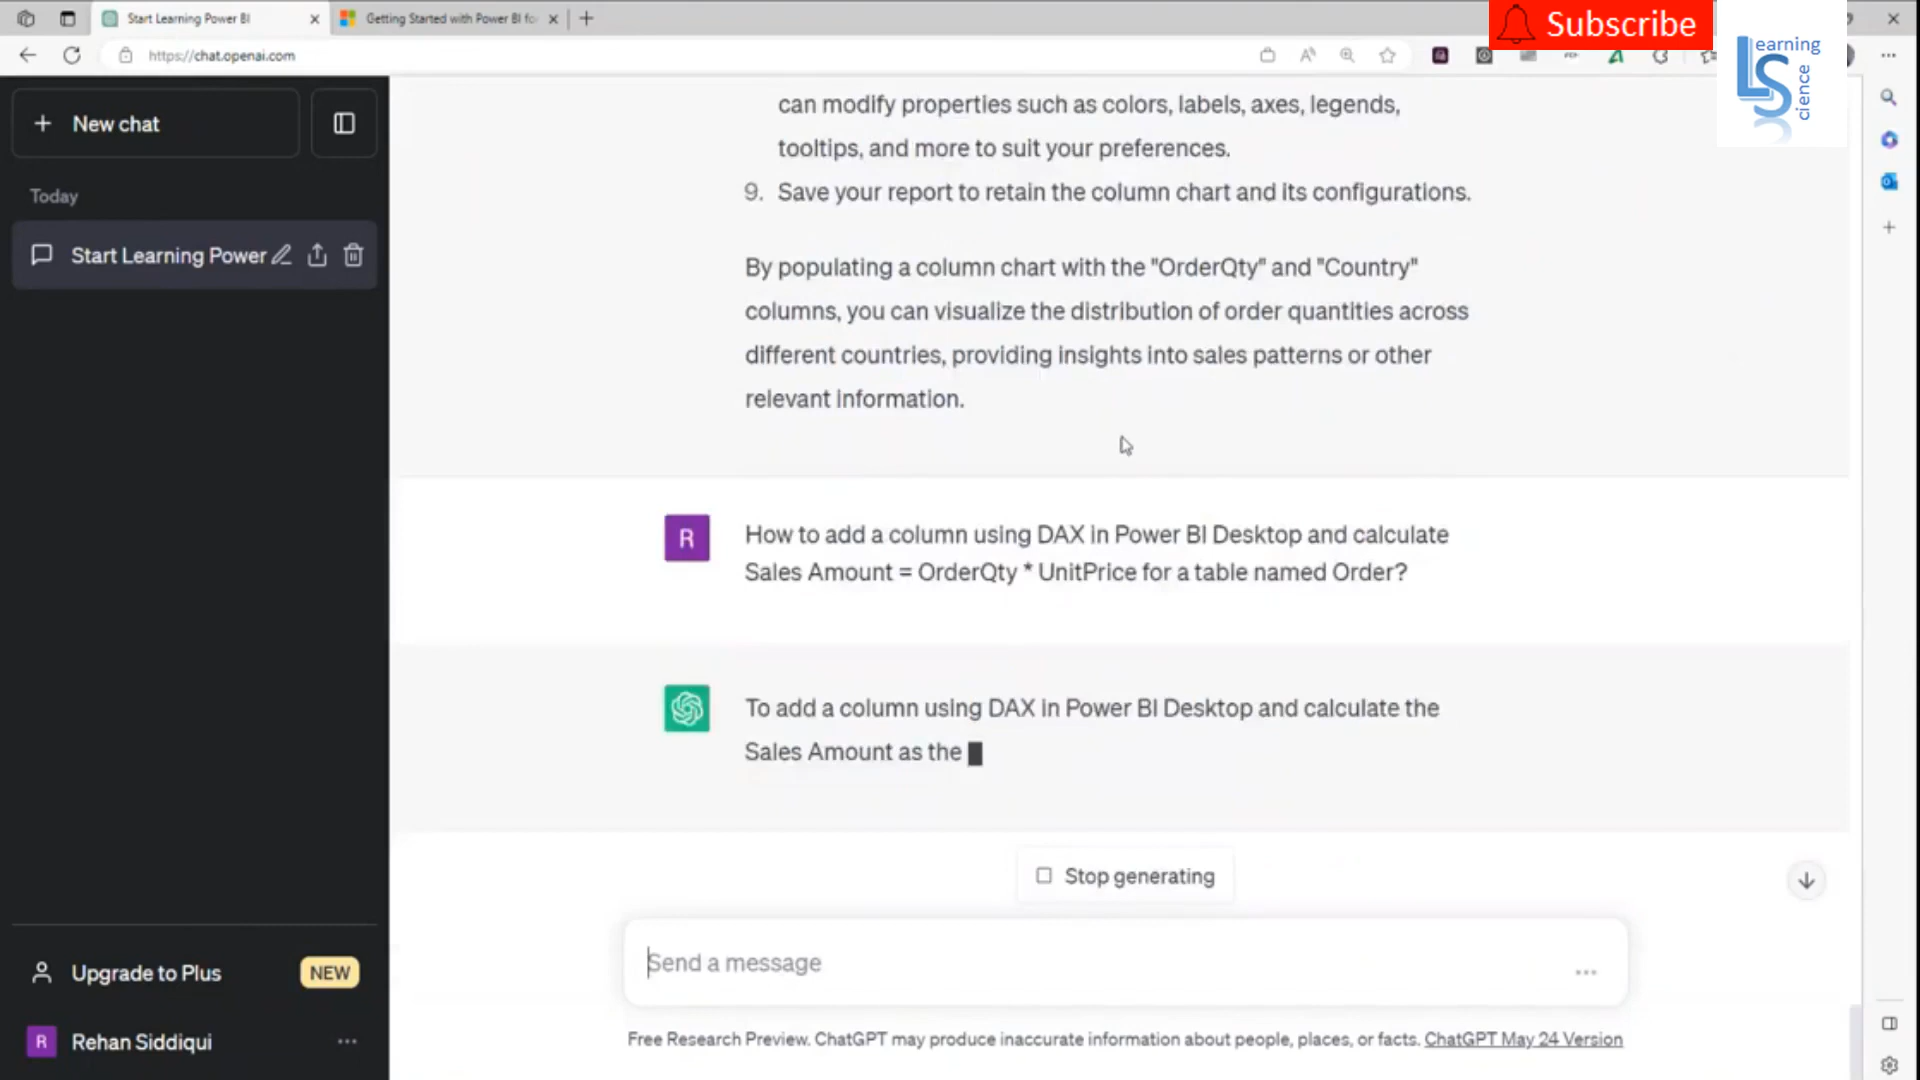 Start Learning Power BI
Getting Started with Power BI for
Subscribe
Learning
Science
https://chat.openai.com
New chat
Today
Start Learning Power
can modify properties such as colors, labels, axes, legends,
tooltips, and more to suit your preferences.
9. Save your report to retain the column chart and its configurations.
By populating a column chart with the "OrderQty" and "Country"
columns, you can visualize the distribution of order quantities across
different countries, providing insights into sales patterns or other
relevant information.
R
How to add a column using DAX in Power BI Desktop and calculate
Sales Amount = OrderQty * UnitPrice for a table named Order?
To add a column using DAX in Power BI Desktop and calculate the
Sales Amount as the
Stop generating
Send a message
Upgrade to Plus
NEW
R
Rehan Siddiqui
Free Research Preview. ChatGPT may produce inaccurate information about people, places, or facts. ChatGPT May 24 Version